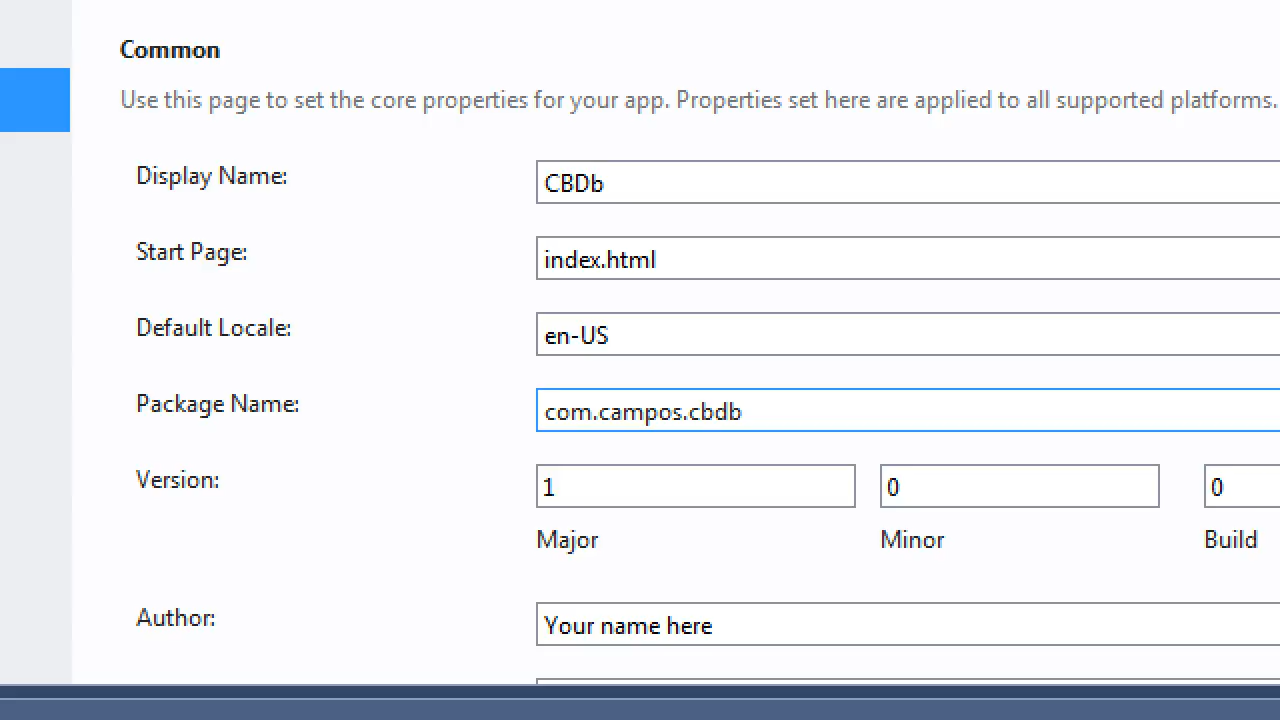 Common
Use this page to set the core properties for your app. Properties set here are applied to all supported platforms.
Display Name: CBDb
Start Page: index.html
Default Locale: en-US
Package Name: com.campos.cbdb
Version: 1 0 0
Major Minor Build
Author: Your name here